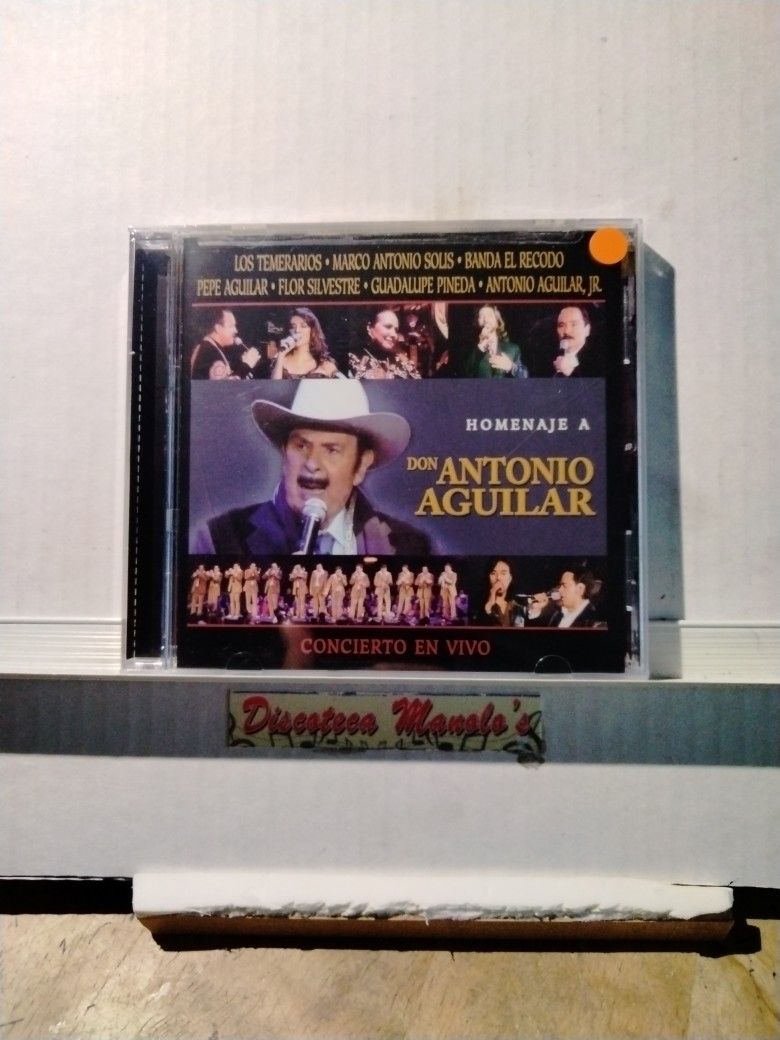 LOS TEMERARIOS • MARCO ANTONIO SOLIS • BANDA EL RECODO
PEPE AGUILAR • FLOR SILVESTRE • GUADALUPE PINEDA • ANTONIO AGUILAR, JR.
HOMENAJE A
DON ANTONIO
AGUILAR
CONCIERTO EN VIVO
Discoteca Manolo's